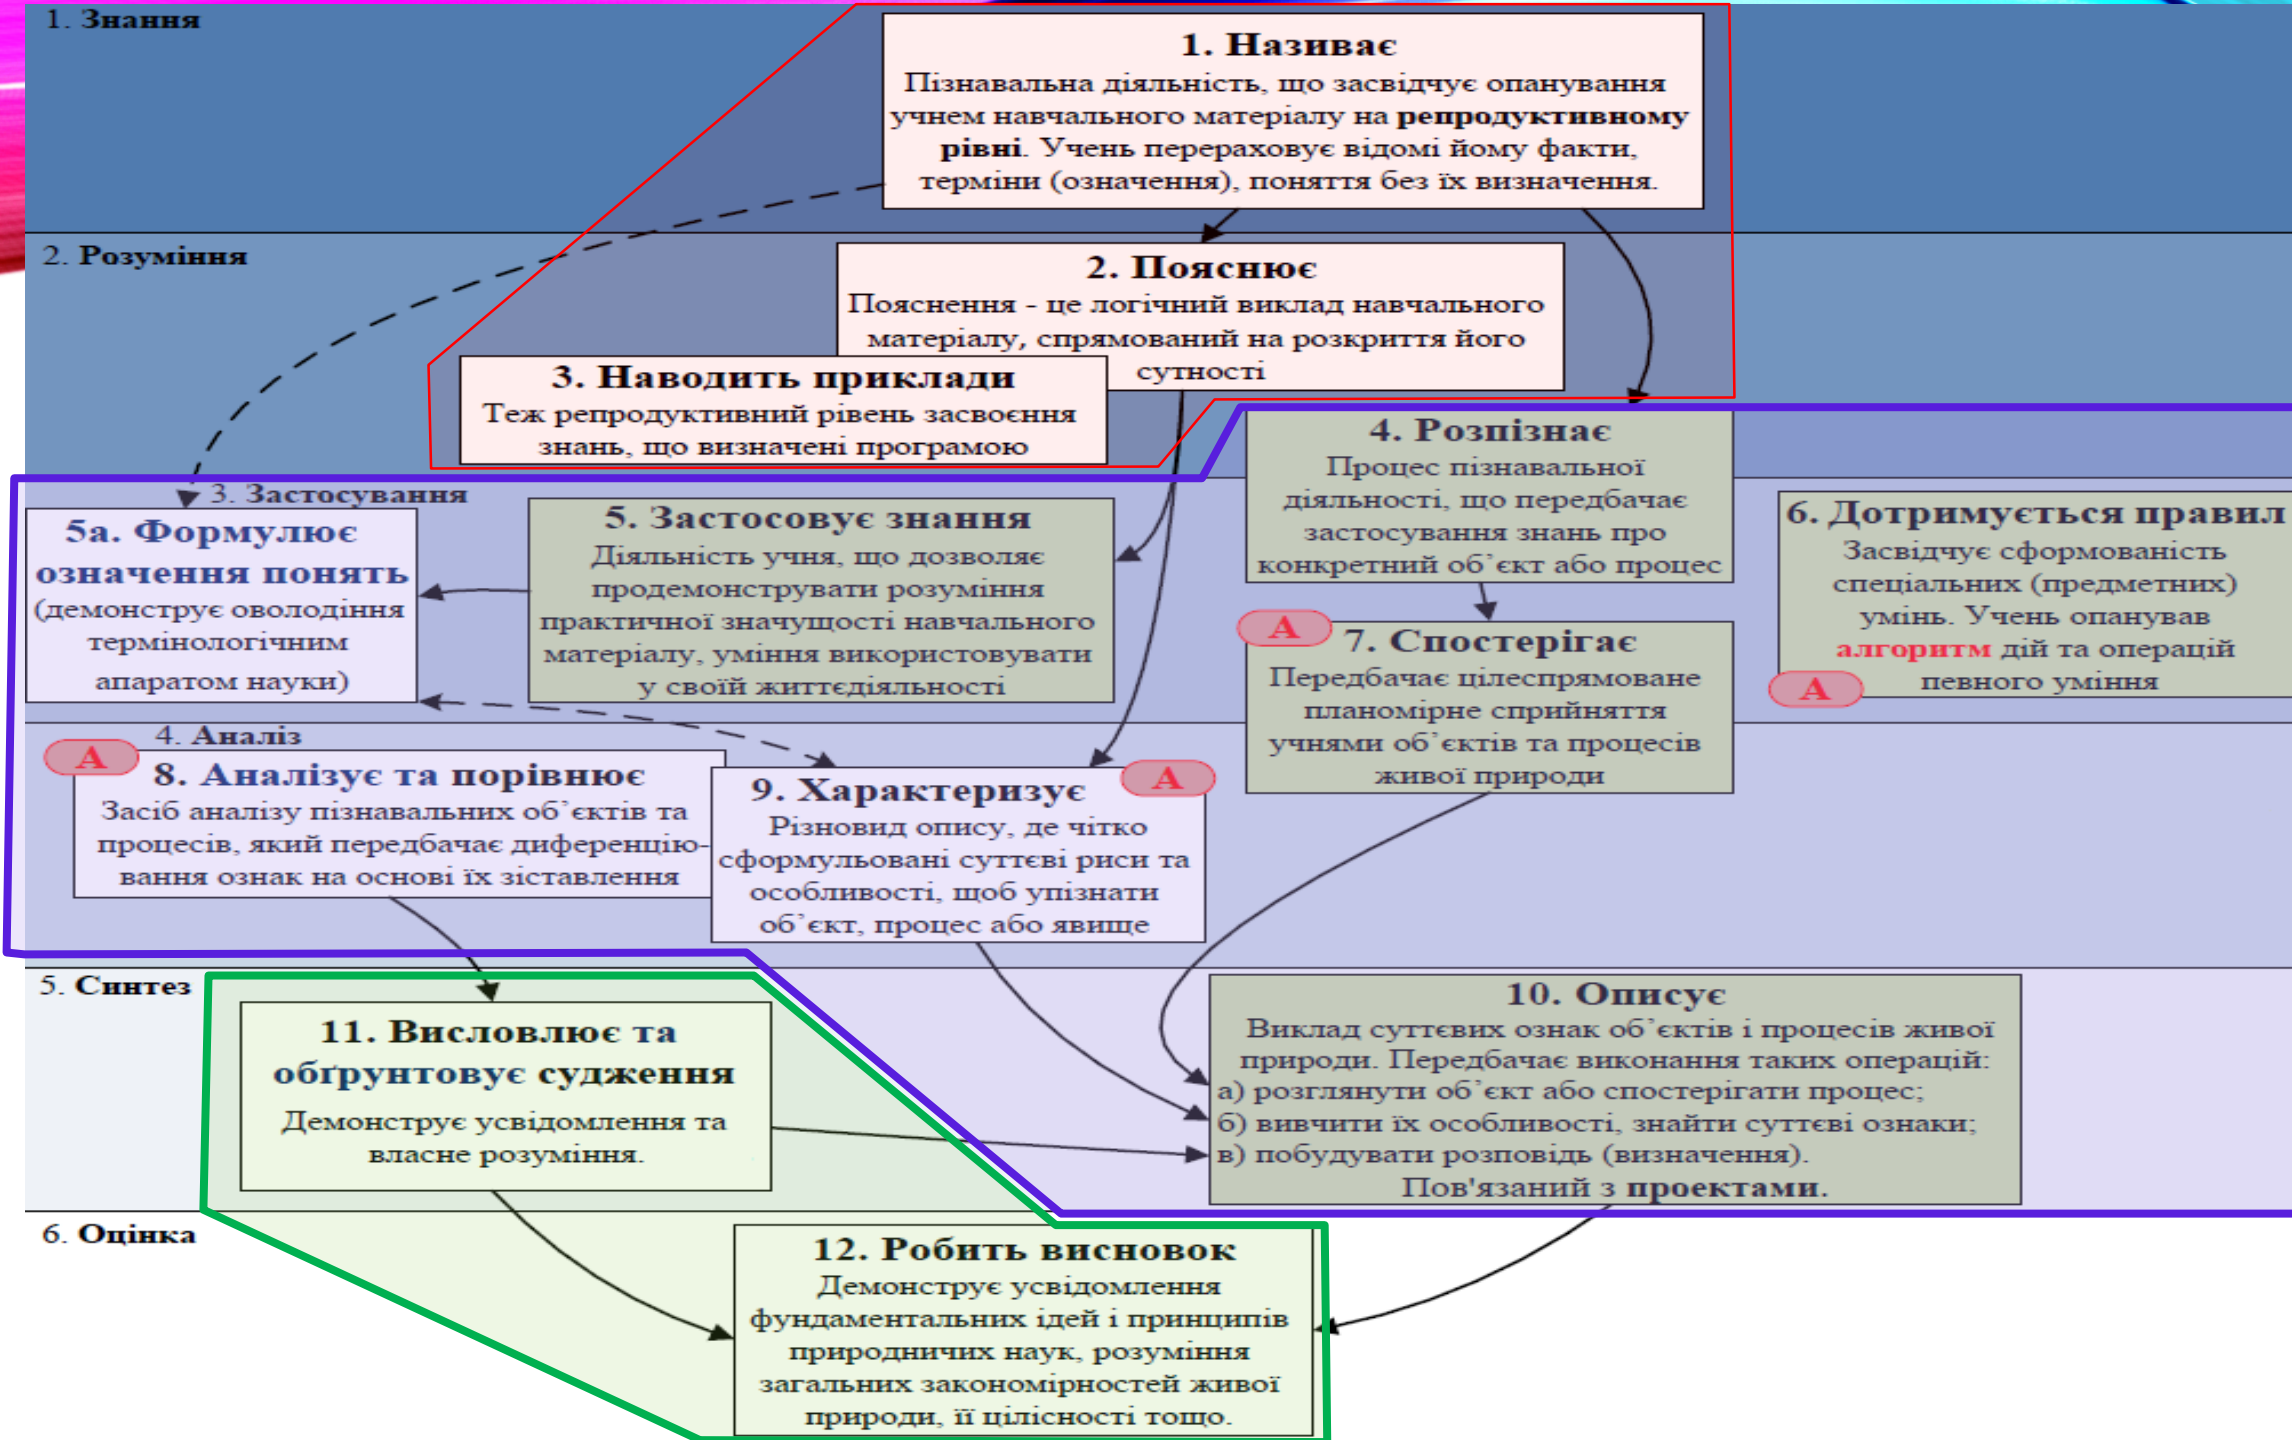 1. Знання
1. Називає
Пізнавальна діяльність, що засвідчує опанування
учнем навчального матеріалу на репродуктивному
рівні. Учень перераховує відомі йому факти,
терміни (означення), поняття без їх визначення.
2. Розуміння
2. Пояснює
Пояснення - це логічний виклад навчального
матеріалу, спрямований на розкриття його
сутності
3. Наводить приклади
Теж репродуктивний рівень засвоєння
знань, що визначені програмою
4. Розпізнає
Процес пізнавальної
діяльності, що передбачає
застосування знань про
конкретний об’єкт або процес
3. Застосування
5а. Формулює
означення понять
(демонструє оволодіння
термінологічним
апаратом науки)
5. Застосовує знання
Діяльність учня, що дозволяє
продемонструвати розуміння
практичної значущості навчального
матеріалу, уміння використовувати
у своїй життєдіяльності
6. Дотримується правил
Засвідчує сформованість
спеціальних (предметних)
умінь. Учень опанував
алгоритм дій та операцій
певного уміння
А
А
7. Спостерігає
Передбачає цілеспрямоване
планомірне сприйняття
учнями об’єктів та процесів
живої природи
4. Аналіз
А
8. Аналізує та порівнює
Засіб аналізу пізнавальних об’єктів та
процесів, який передбачає диференцію-
вання ознак на основі їх зіставлення
А
9. Характеризує
Різновид опису, де чітко
сформульовані суттєві риси та
особливості, щоб упізнати
об’єкт, процес або явище
5. Синтез
11. Висловлює та
обґрунтовує судження
Демонструє усвідомлення та
власне розуміння.
10. Описує
Виклад суттєвих ознак об’єктів і процесів живої
природи. Передбачає виконання таких операцій:
а) розглянути об’єкт або спостерігати процес;
б) вивчити їх особливості, знайти суттєві ознаки;
в) побудувати розповідь (визначення).
Пов'язаний з проектами.
6. Оцінка
12. Робить висновок
Демонструє усвідомлення
фундаментальних ідей і принципів
природничих наук, розуміння
загальних закономірностей живої
природи, її цілісності тощо.